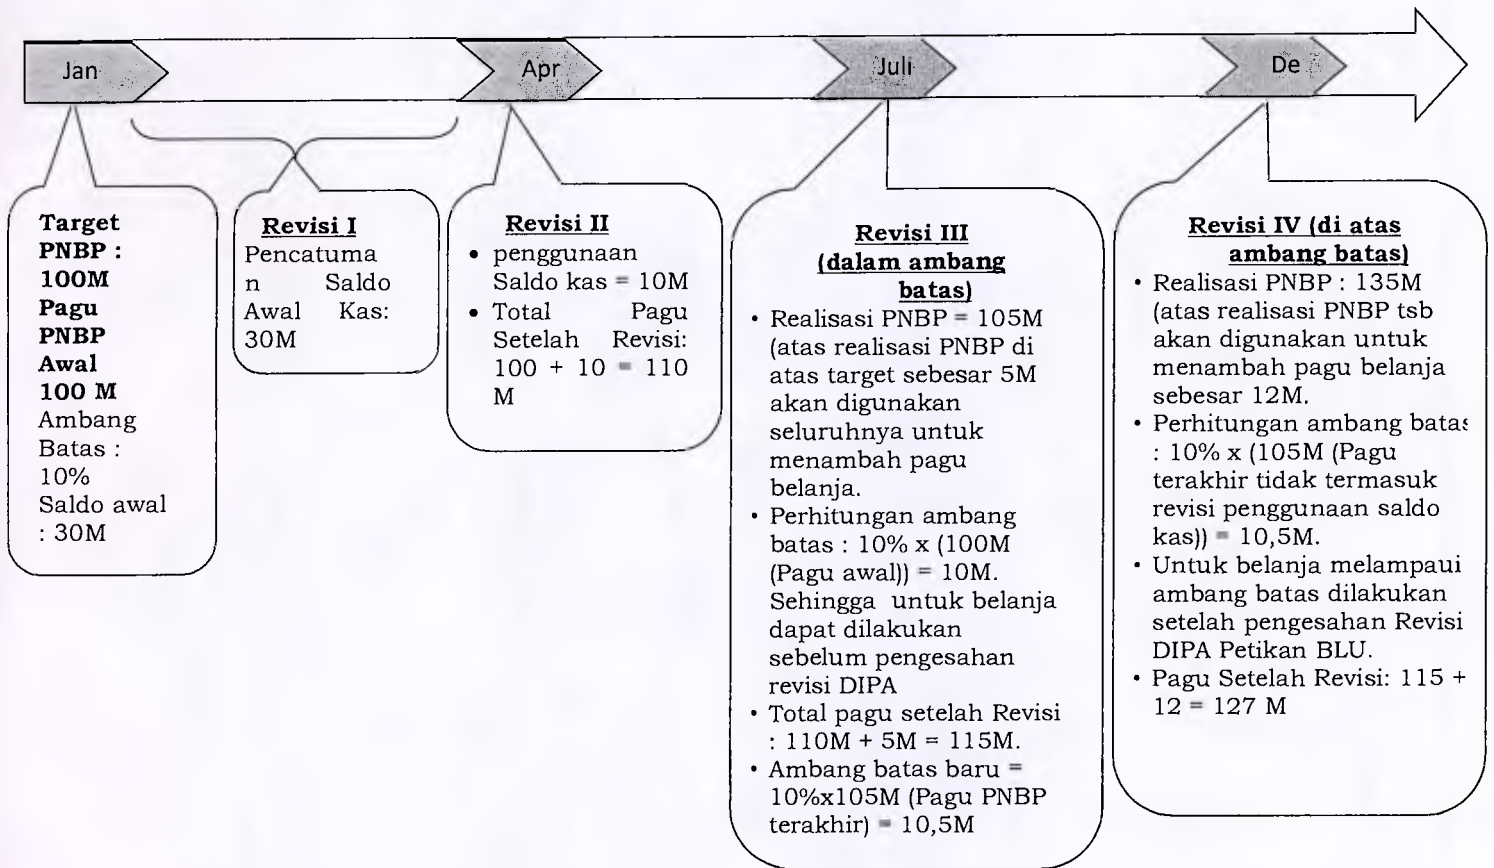 Jan
Apr
Juli
De
Target
PNBP :
100M
Pagu
PNBP
Awal
100 M
Ambang
Batas :
10%
Saldo awal
: 30M
Revisi I
Pencatuma
n Saldo
Awal Kas:
30M
Revisi II
• penggunaan
Saldo kas = 10M
• Total Pagu
Setelah Revisi:
100 + 10 = 110
M
Revisi III
(dalam ambang
batas)
• Realisasi PNBP = 105M
(atas realisasi PNBP di
atas target sebesar 5M
akan digunakan
seluruhnya untuk
menambah pagu
belanja.
• Perhitungan ambang
batas : 10% x (100M
(Pagu awal)) = 10M.
Sehingga untuk belanja
dapat dilakukan
sebelum pengesahan
revisi DIPA
• Total pagu setelah Revisi
: 110M + 5M = 115M.
• Ambang batas baru =
10%x105M (Pagu PNBP
terakhir) = 10,5M
Revisi IV (di atas
ambang batas)
• Realisasi PNBP : 135M
(atas realisasi PNBP tsb
akan digunakan untuk
menambah pagu belanja
sebesar 12M.
• Perhitungan ambang batas
: 10% x (105M (Pagu
terakhir tidak termasuk
revisi penggunaan saldo
kas)) = 10,5M.
• Untuk belanja melampaui
ambang batas dilakukan
setelah pengesahan Revisi
DIPA Petikan BLU.
• Pagu Setelah Revisi: 115 +
12 = 127 M